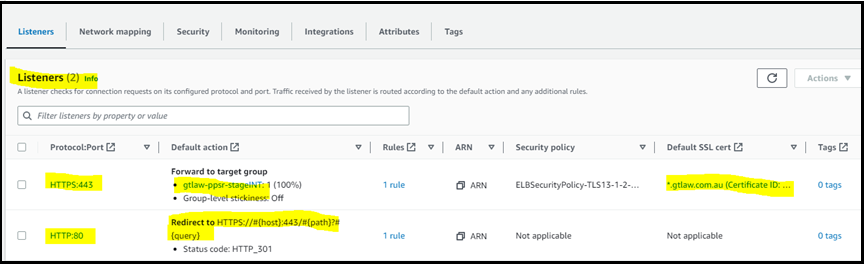 Listeners Network mapping Security Monitoring Integrations Attributes Tags
Listeners (2) Info
Actions
A listener checks for connection requests on its configured protocol and port. Traffic received by the listener is routed according to the default action and any additional rules.
Filter listeners by property or value
Protocol:Port Default action Rules ARN Security policy Default SSL cert Tags
Forward to target group
HTTPS:443 • gtlaw-ppsr-stageINT: 1 (100%) 1 rule ARN ELBSecurityPolicy-TLS13-1-2-... *.gtlaw.com.au (Certificate ID: ... 0 tags
• Group-level stickiness: Off
Redirect to HTTPS://#{host}:443/#{path}?#
HTTP:80 {query} 1 rule ARN Not applicable Not applicable 0 tags
• Status code: HTTP_301